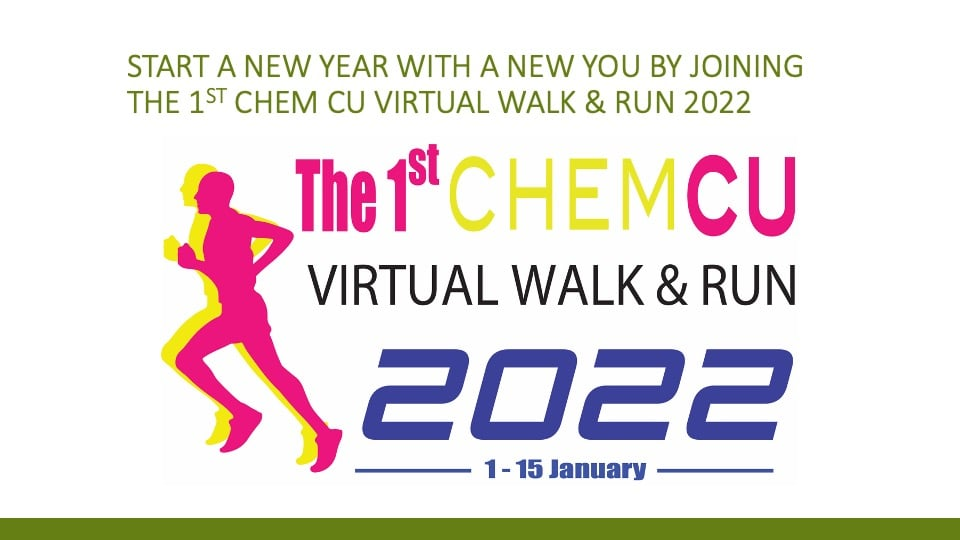 START A NEW YEAR WITH A NEW YOU BY JOINING
THE 1ST CHEM CU VIRTUAL WALK & RUN 2022
The 1st CHEMCU
VIRTUAL WALK & RUN
2022
1 - 15 January